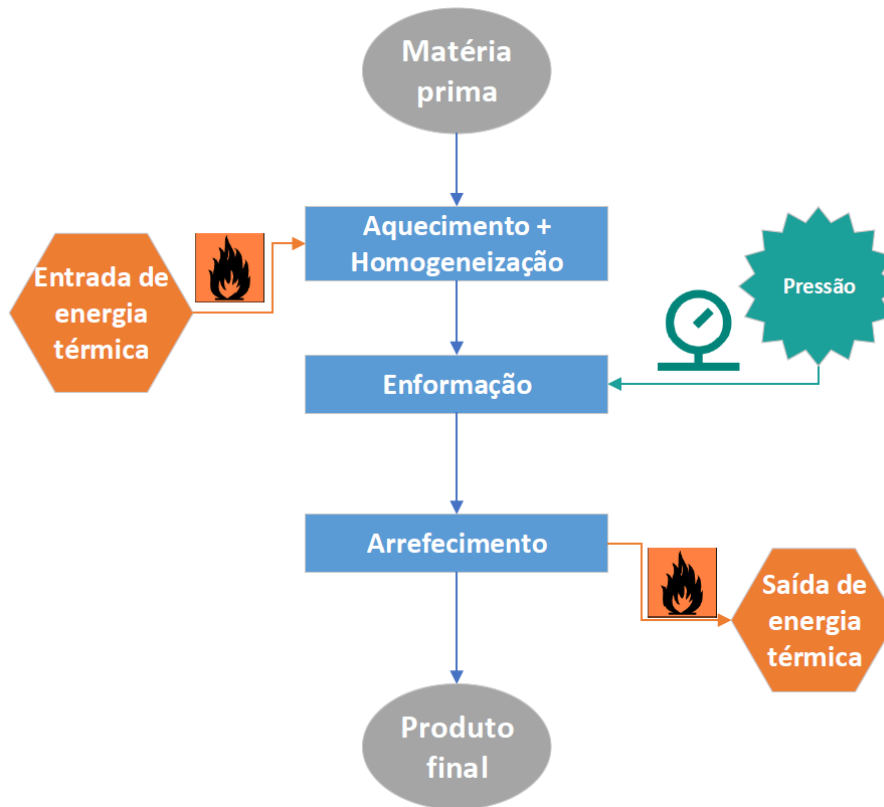 Matéria
prima
Aquecimento +
Homogeneização
Entrada de
energia
térmica
Pressão
Enformação
Arrefecimento
Saída de
energia
térmica
Produto
final